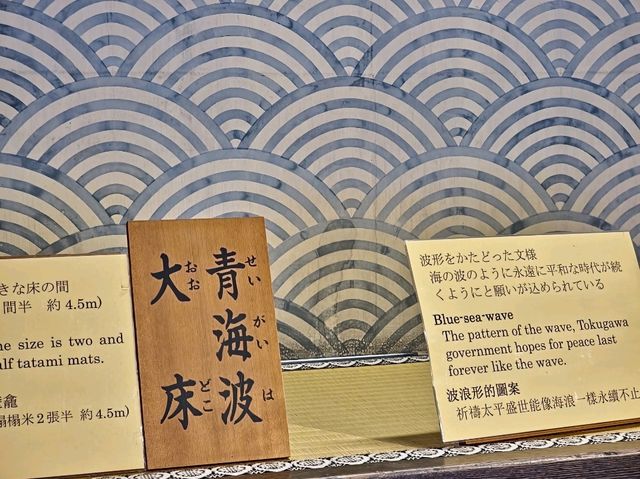 きな床の間
間半 約4.5m)
ne size is two and
alf tatami mats.
龕
榻榻米2張半 約4.5m)
青海波
せいがいは
大床
おおどこ
波形をかたどった文様
海の波のように永遠に平和な時代が続
くようにと願いが込められている
Blue-sea-wave
The pattern of the wave, Tokugawa
government hopes for peace last
forever like the wave.
波浪形的圖案
祈禱太平盛世能像海浪一樣永續不止